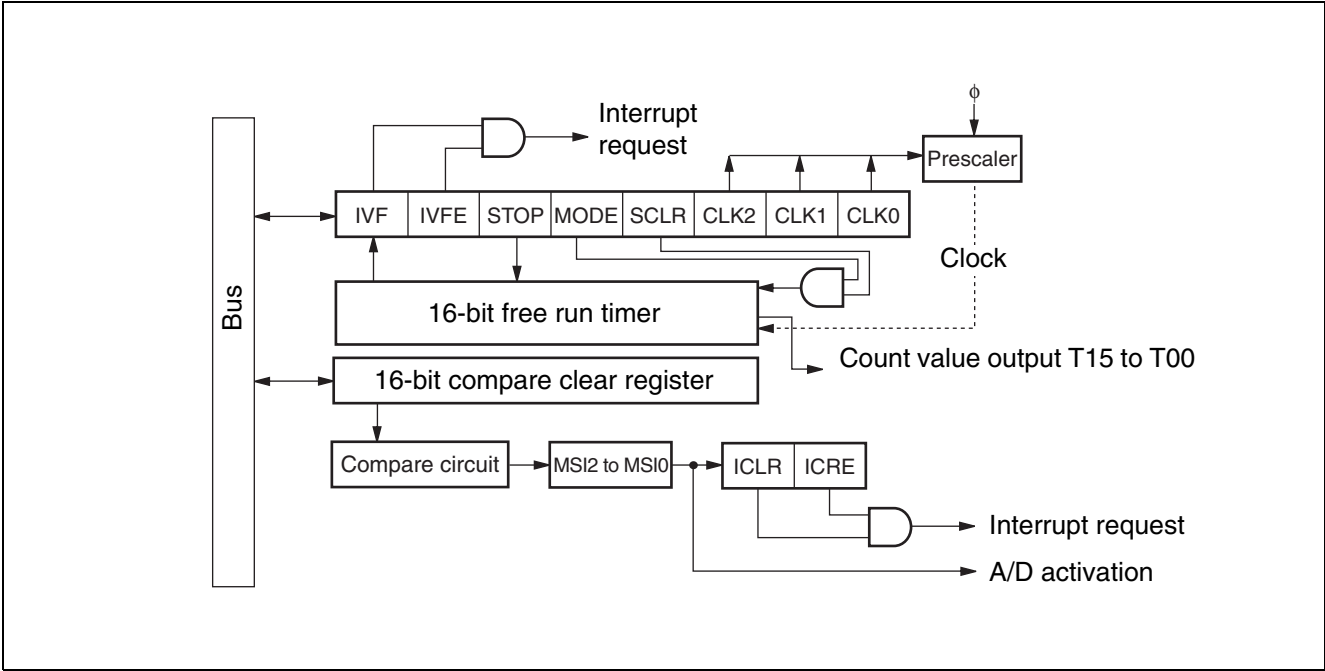 ϕ
Interrupt
request
Prescaler
IVF IVFE STOP MODE SCLR CLK2 CLK1 CLK0
Clock
Bus
16-bit free run timer
Count value output T15 to T00
16-bit compare clear register
Compare circuit
MSI2 to MSI0
ICLR ICRE
Interrupt request
A/D activation